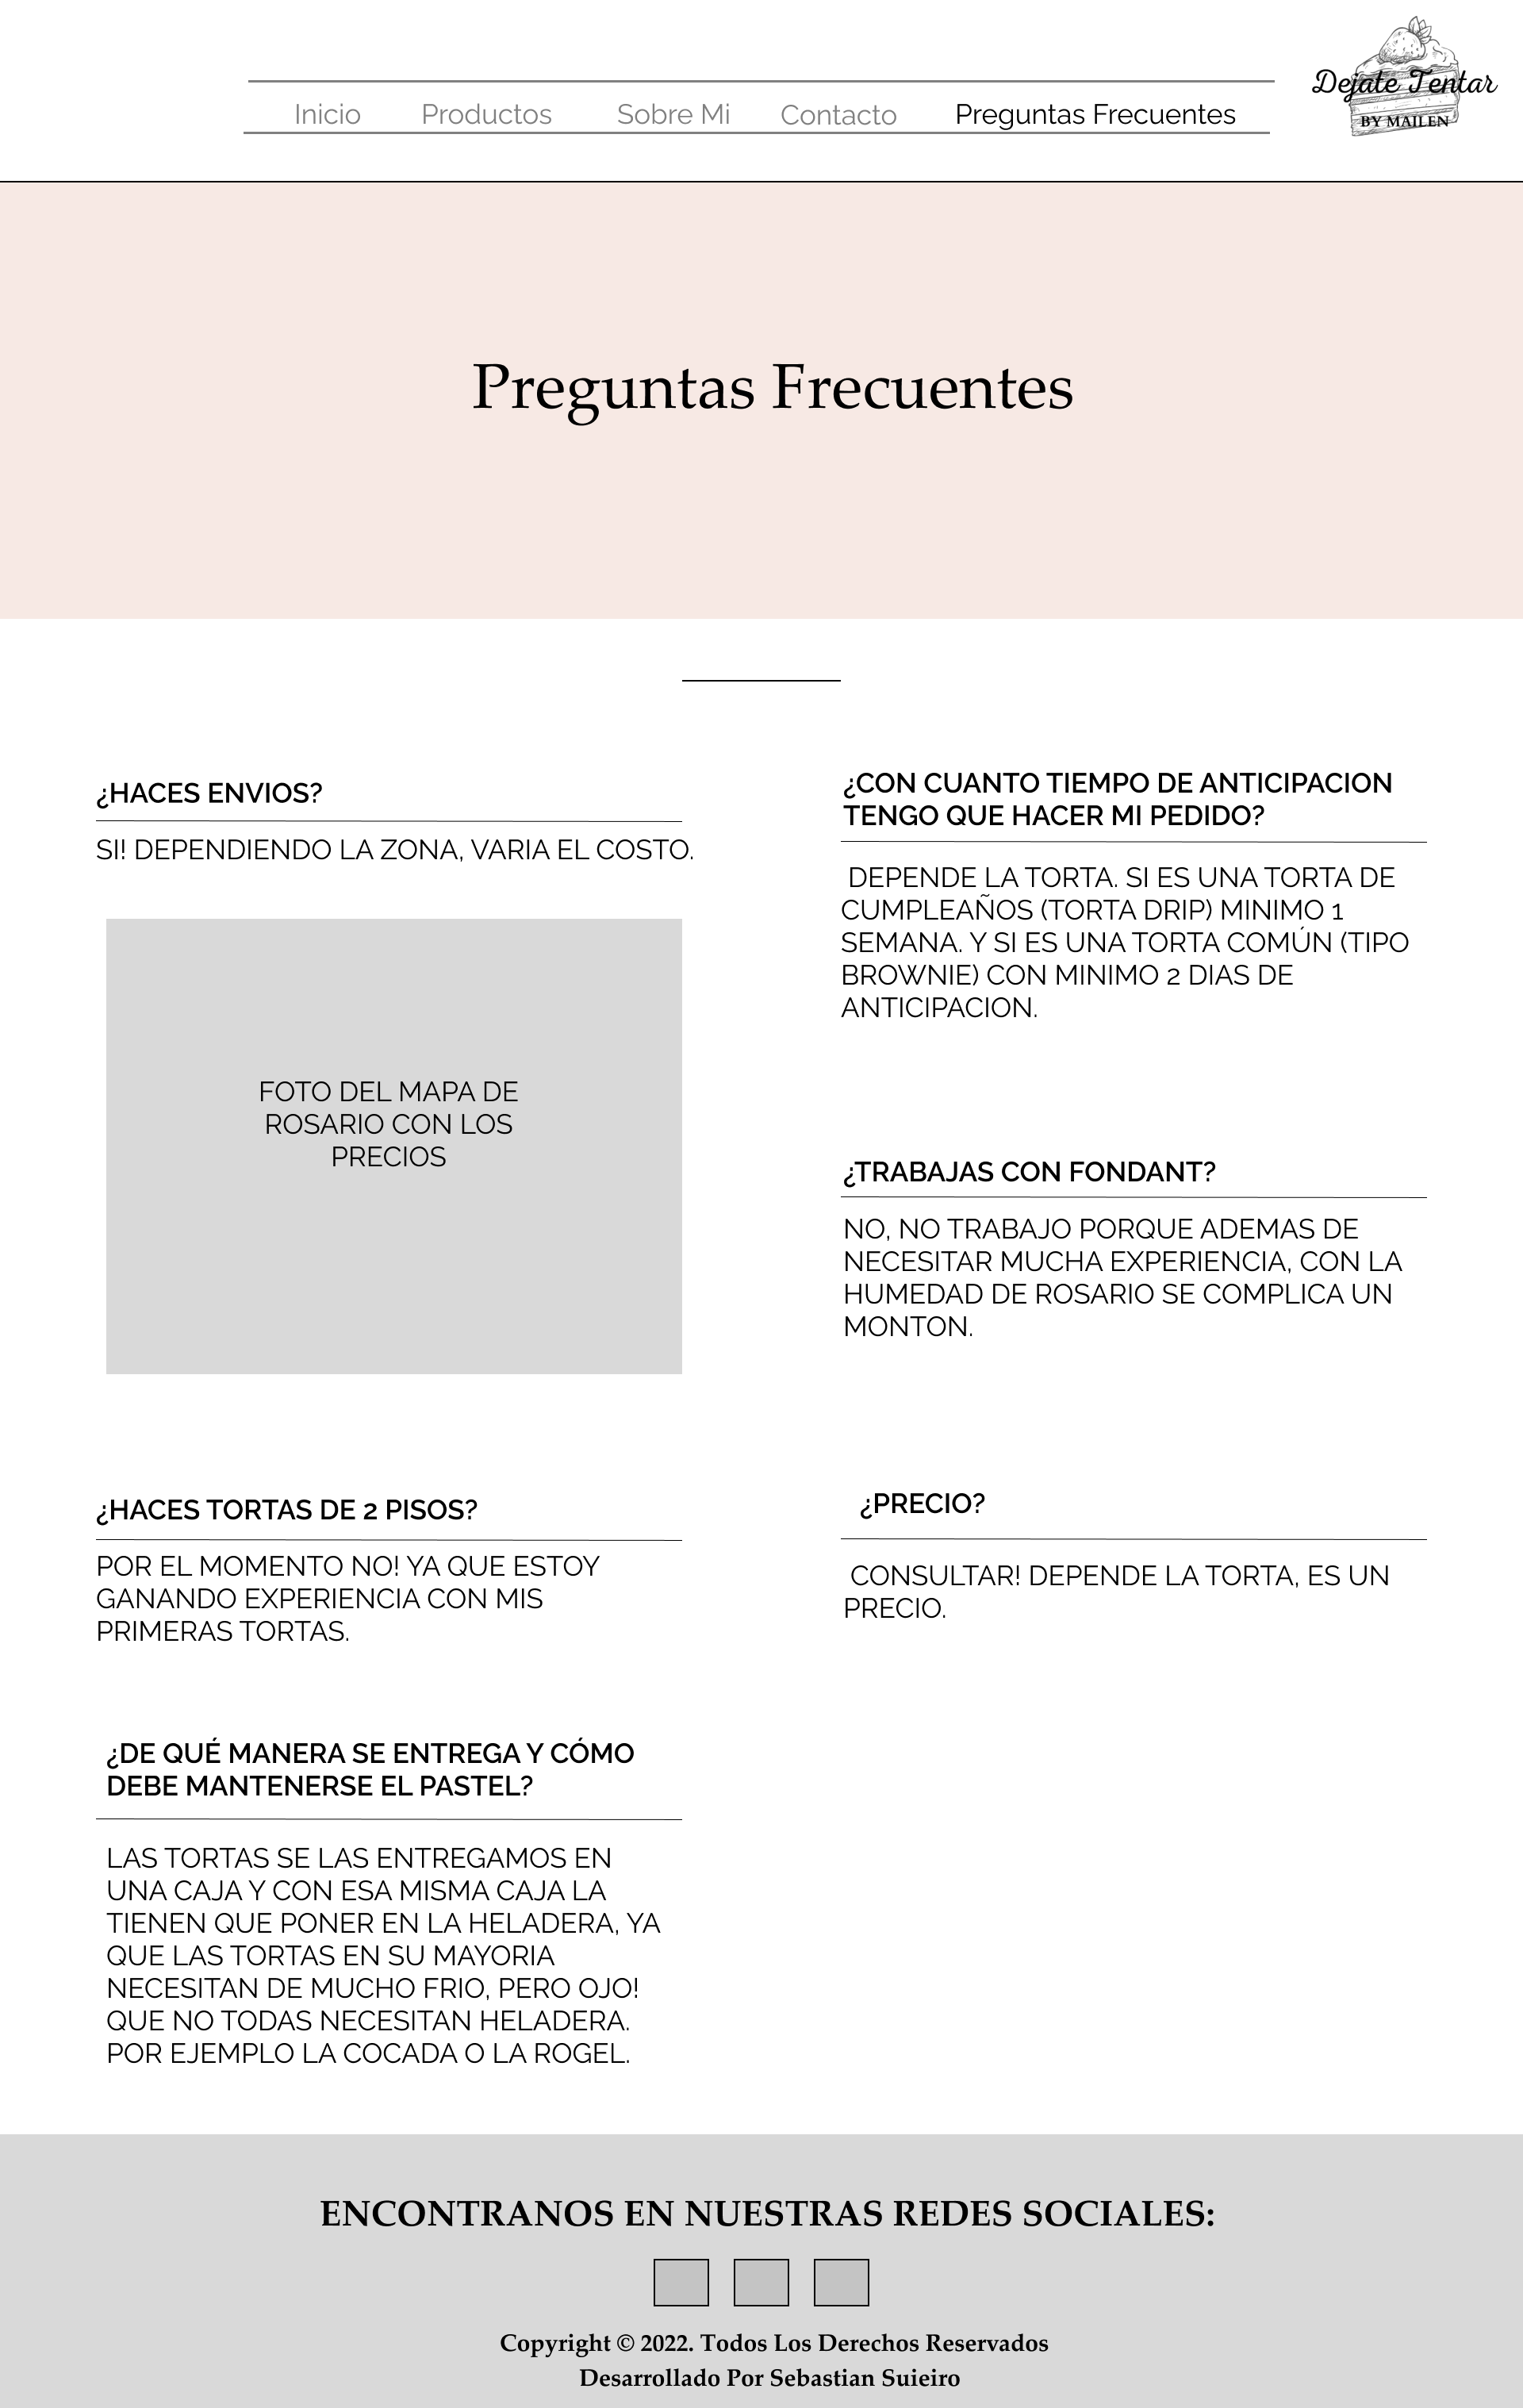 Inicio Productos Sobre Mi Contacto Preguntas Frecuentes
Dejate Tentar
BY MAILEN
Preguntas Frecuentes
¿HACES ENVIOS?
SI! DEPENDIENDO LA ZONA, VARIA EL COSTO.
FOTO DEL MAPA DE
ROSARIO CON LOS
PRECIOS
¿CON CUANTO TIEMPO DE ANTICIPACION
TENGO QUE HACER MI PEDIDO?
DEPENDE LA TORTA. SI ES UNA TORTA DE
CUMPLEAÑOS (TORTA DRIP) MINIMO 1
SEMANA. Y SI ES UNA TORTA COMÚN (TIPO
BROWNIE) CON MINIMO 2 DIAS DE
ANTICIPACION.
¿TRABAJAS CON FONDANT?
NO, NO TRABAJO PORQUE ADEMAS DE
NECESITAR MUCHA EXPERIENCIA, CON LA
HUMEDAD DE ROSARIO SE COMPLICA UN
MONTON.
¿HACES TORTAS DE 2 PISOS?
POR EL MOMENTO NO! YA QUE ESTOY
GANANDO EXPERIENCIA CON MIS
PRIMERAS TORTAS.
¿PRECIO?
CONSULTAR! DEPENDE LA TORTA, ES UN
PRECIO.
¿DE QUÉ MANERA SE ENTREGA Y CÓMO
DEBE MANTENERSE EL PASTEL?
LAS TORTAS SE LAS ENTREGAMOS EN
UNA CAJA Y CON ESA MISMA CAJA LA
TIENEN QUE PONER EN LA HELADERA, YA
QUE LAS TORTAS EN SU MAYORIA
NECESITAN DE MUCHO FRIO, PERO OJO!
QUE NO TODAS NECESITAN HELADERA.
POR EJEMPLO LA COCADA O LA ROGEL.
ENCONTRANOS EN NUESTRAS REDES SOCIALES:
Copyright © 2022. Todos Los Derechos Reservados
Desarrollado Por Sebastian Suieiro